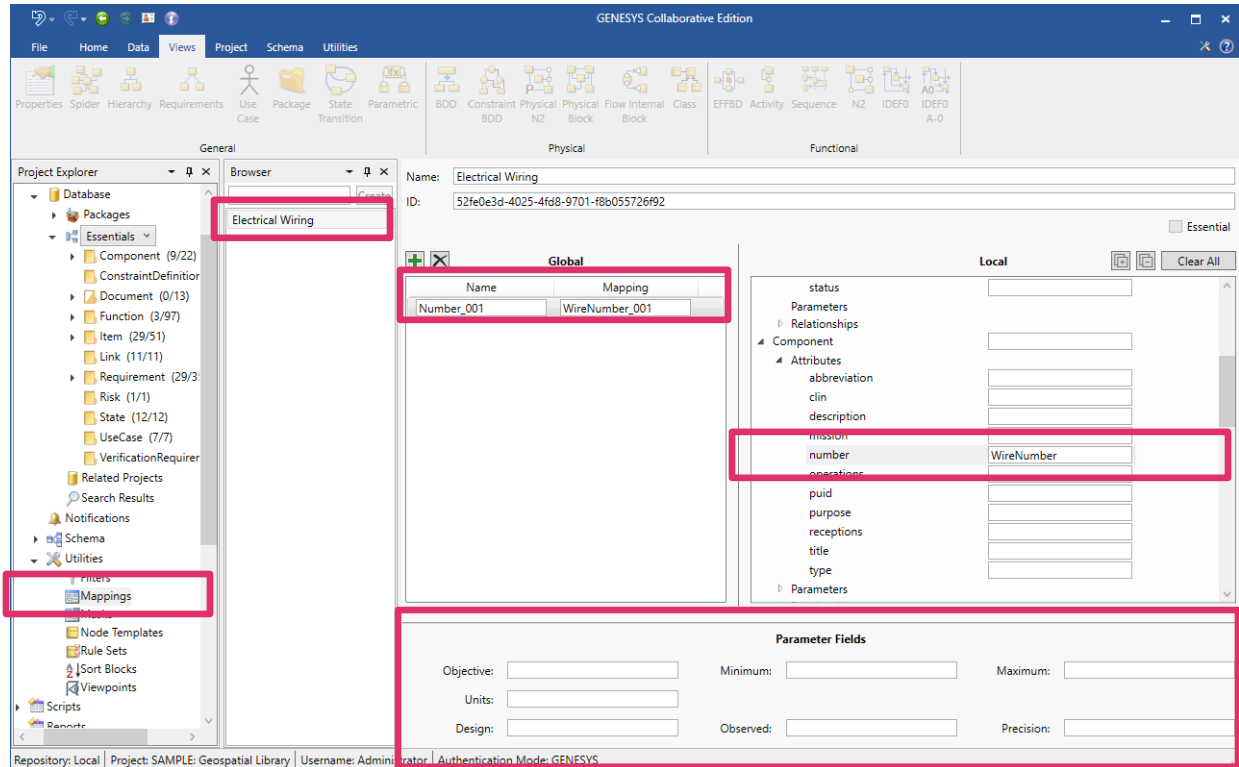 GENESYS Collaborative Edition
File Home Data Views Project Schema Utilities
Properties Spider Hierarchy Requirements Use Case Package State Transition Parametric
BDD Constraint BDD Physical N2 Physical Block Flow Internal Block Class
EFFBD Activity Sequence N2 IDEF0 IDEF0 A-0
General Physical Functional
Project Explorer
Database
Packages
Essentials
Component (9/22)
ConstraintDefinition
Document (0/13)
Function (3/97)
Item (29/51)
Link (11/11)
Requirement (29/3
Risk (1/1)
State (12/12)
UseCase (7/7)
VerificationRequirer
Related Projects
Search Results
Notifications
Schema
Utilities
Filters
Mappings
Masks
Node Templates
Rule Sets
Sort Blocks
Viewpoints
Scripts
Reports
Browser
Create
Electrical Wiring
Name: Electrical Wiring
ID: 52fe0e3d-4025-4fd8-9701-f8b055726f92
Essential
Global
Name Mapping
Number_001 WireNumber_001
Local Clear All
status
Parameters
Relationships
Component
Attributes
abbreviation
clin
description
mission
number WireNumber
operations
puid
purpose
receptions
title
type
Parameters
Parameter Fields
Objective: Minimum: Maximum:
Units:
Design: Observed: Precision:
Repository: Local Project: SAMPLE: Geospatial Library Username: Administrator Authentication Mode: GENESYS